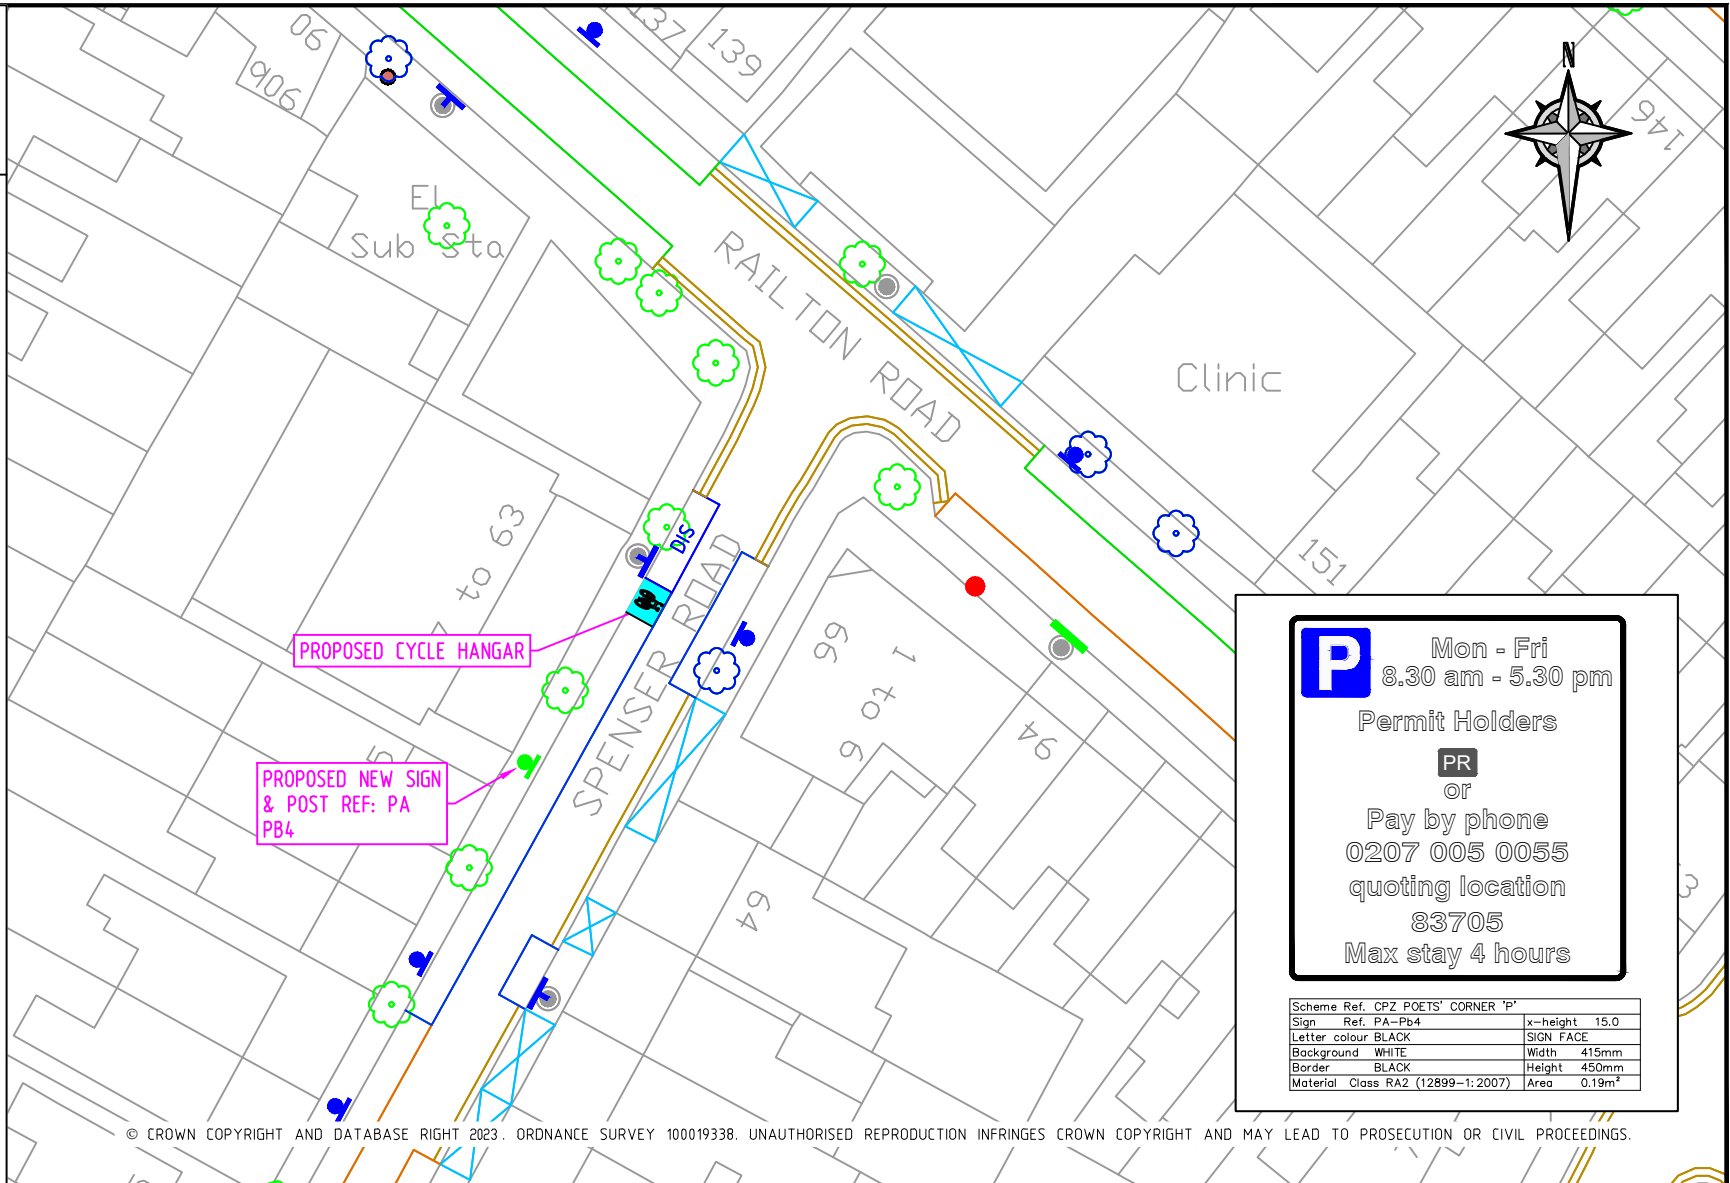 90
90a
137
139
N
146
El
Sub Sta
RAILTON ROAD
Clinic
151
to 63
DIS
SPENSER ROAD
PROPOSED CYCLE HANGAR
99
1 to 9
94
5
PROPOSED NEW SIGN
& POST REF: PA
PB4
64
3
P
Mon - Fri
8.30 am - 5.30 pm
Permit Holders
PR
or
Pay by phone
0207 005 0055
quoting location
83705
Max stay 4 hours
Scheme Ref. CPZ POETS' CORNER 'P'
Sign Ref. PA-Pb4 x-height 15.0
Letter colour BLACK SIGN FACE
Background WHITE Width 415mm
Border BLACK Height 450mm
Material Class RA2 (12899-1:2007) Area 0.19m²
© CROWN COPYRIGHT AND DATABASE RIGHT 2023. ORDNANCE SURVEY 100019338. UNAUTHORISED REPRODUCTION INFRINGES CROWN COPYRIGHT AND MAY LEAD TO PROSECUTION OR CIVIL PROCEEDINGS.